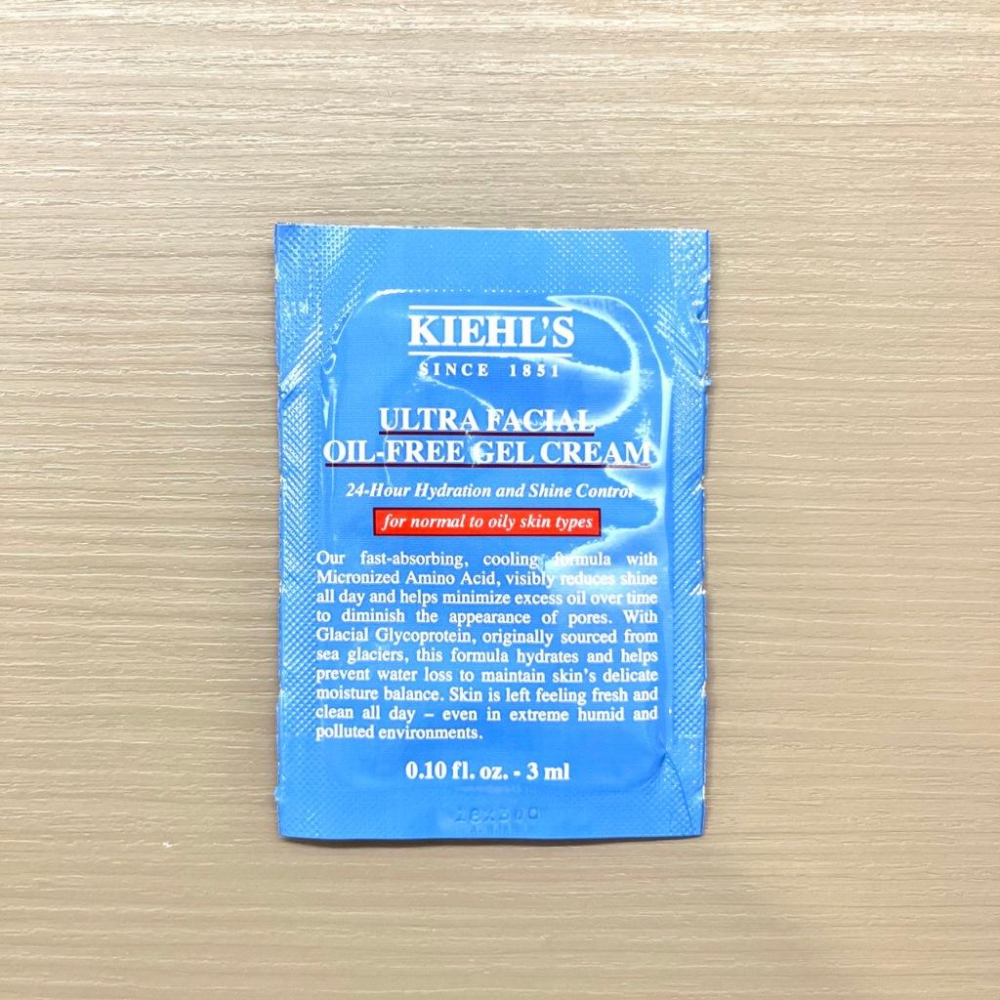 KIEHL'S
SINCE 1851
ULTRA FACIAL
OIL-FREE GEL CREAM
24-Hour Hydration and Shine Control
for normal to oily skin types
Our fast-absorbing, cooling formula with
Micronized Amino Acid, visibly reduces shine
all day and helps minimize excess oil over time
to diminish the appearance of pores. With
Glacial Glycoprotein, originally sourced from
sea glaciers, this formula hydrates and helps
prevent water loss to maintain skin's delicate
moisture balance. Skin is left feeling fresh and
clean all day – even in extreme humid and
polluted environments.
0.10 fl. oz. - 3 ml